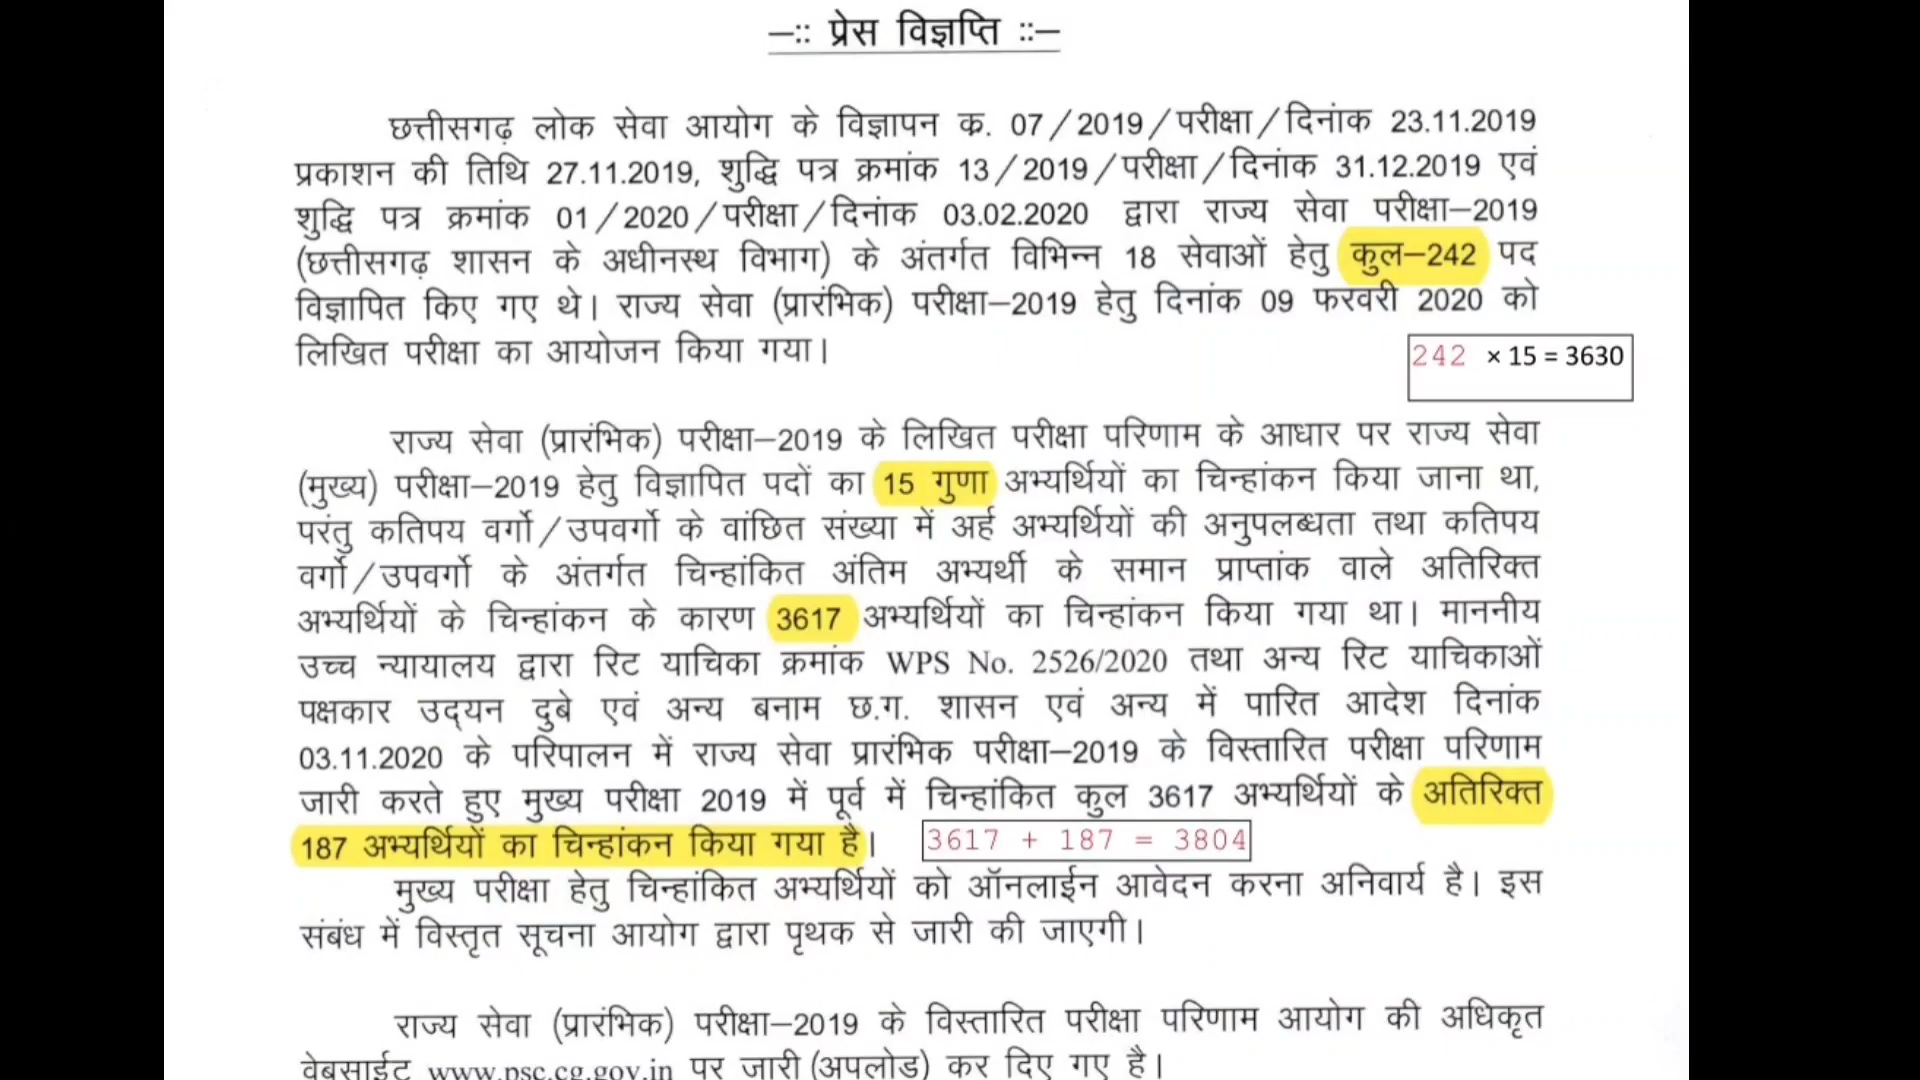 –:: प्रेस विज्ञप्ति ::–
छत्तीसगढ़ लोक सेवा आयोग के विज्ञापन क्र. 07/2019/परीक्षा/दिनांक 23.11.2019
प्रकाशन की तिथि 27.11.2019, शुद्धि पत्र क्रमांक 13/2019/परीक्षा/दिनांक 31.12.2019 एवं
शुद्धि पत्र क्रमांक 01/2020/परीक्षा/दिनांक 03.02.2020 द्वारा राज्य सेवा परीक्षा–2019
(छत्तीसगढ़ शासन के अधीनस्थ विभाग) के अंतर्गत विभिन्न 18 सेवाओं हेतु कुल–242 पद
विज्ञापित किए गए थे। राज्य सेवा (प्रारंभिक) परीक्षा–2019 हेतु दिनांक 09 फरवरी 2020 को
लिखित परीक्षा का आयोजन किया गया।
242 × 15 = 3630
राज्य सेवा (प्रारंभिक) परीक्षा–2019 के लिखित परीक्षा परिणाम के आधार पर राज्य सेवा
(मुख्य) परीक्षा–2019 हेतु विज्ञापित पदों का 15 गुणा अभ्यर्थियों का चिन्हांकन किया जाना था,
परंतु कतिपय वर्गो/उपवर्गो के वांछित संख्या में अर्ह अभ्यर्थियों की अनुपलब्धता तथा कतिपय
वर्गो/उपवर्गो के अंतर्गत चिन्हांकित अंतिम अभ्यर्थी के समान प्राप्तांक वाले अतिरिक्त
अभ्यर्थियों के चिन्हांकन के कारण 3617 अभ्यर्थियों का चिन्हांकन किया गया था। माननीय
उच्च न्यायालय द्वारा रिट याचिका क्रमांक WPS No. 2526/2020 तथा अन्य रिट याचिकाओं
पक्षकार उद्यन दुबे एवं अन्य बनाम छ.ग. शासन एवं अन्य में पारित आदेश दिनांक
03.11.2020 के परिपालन में राज्य सेवा प्रारंभिक परीक्षा–2019 के विस्तारित परीक्षा परिणाम
जारी करते हुए मुख्य परीक्षा 2019 में पूर्व में चिन्हांकित कुल 3617 अभ्यर्थियों के अतिरिक्त
187 अभ्यर्थियों का चिन्हांकन किया गया है। 3617 + 187 = 3804
मुख्य परीक्षा हेतु चिन्हांकित अभ्यर्थियों को ऑनलाईन आवेदन करना अनिवार्य है। इस
संबंध में विस्तृत सूचना आयोग द्वारा पृथक से जारी की जाएगी।
राज्य सेवा (प्रारंभिक) परीक्षा–2019 के विस्तारित परीक्षा परिणाम आयोग की अधिकृत
वेबसाईट www.psc.cg.gov.in पर जारी (अपलोड) कर दिए गए है।